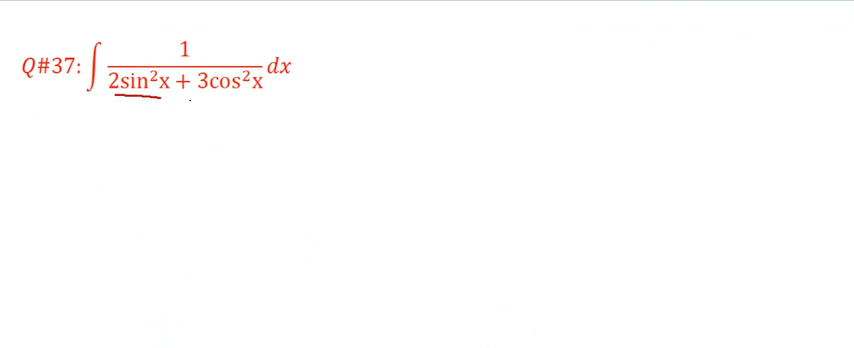 Q#37: ∫ 1/(2sin²x + 3cos²x) dx